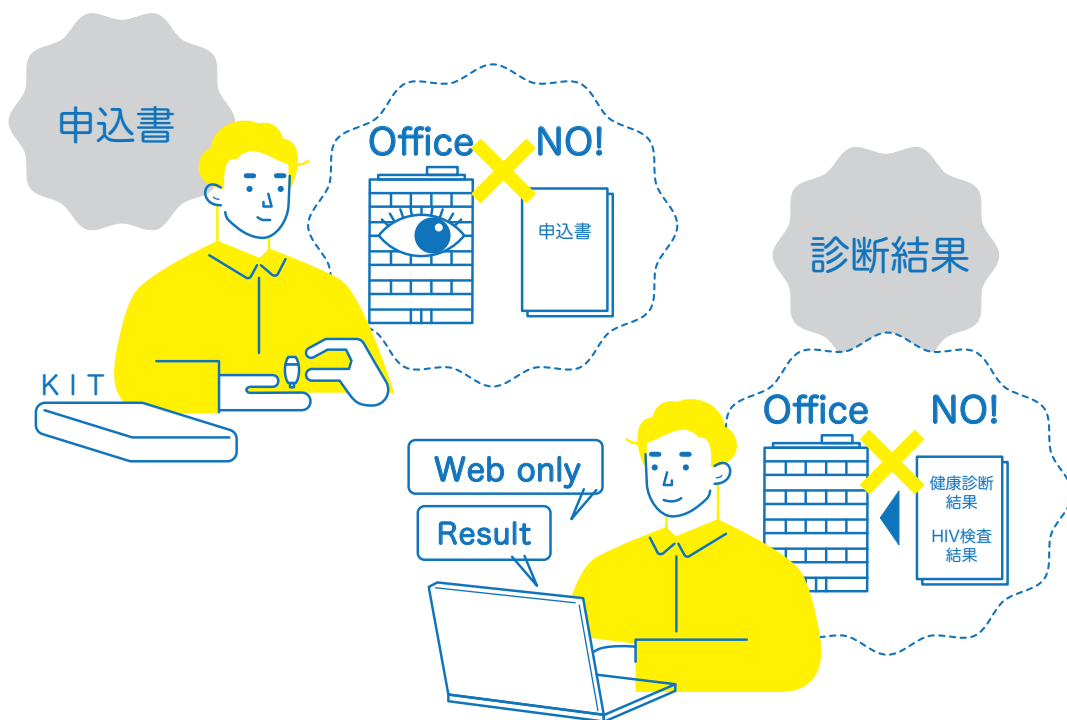 申込書
Office NO!
申込書
KIT
診断結果
Office NO!
健康診断
結果
HIV検査
結果
Web only
Result